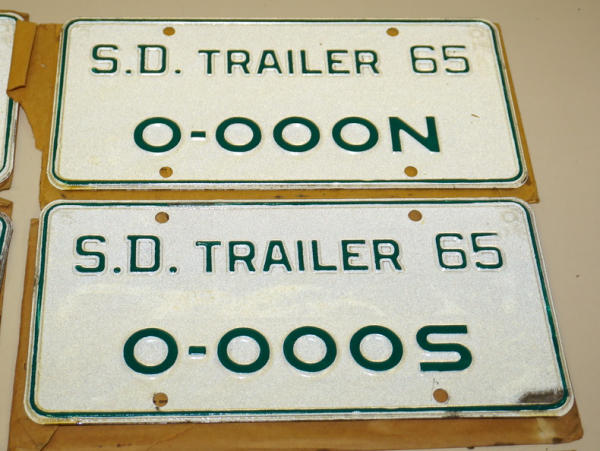 S.D. TRAILER 65
0-000N
S.D. TRAILER 65
0-000S